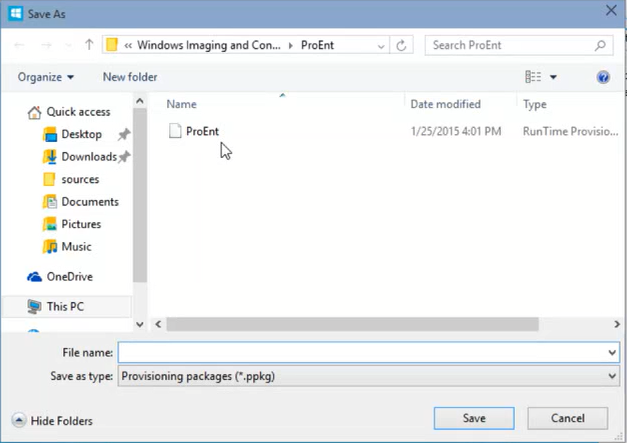 Save As
« Windows Imaging and Con... ProEnt
Search ProEnt
Organize
New folder
Name
Date modified
Type
ProEnt
1/25/2015 4:01 PM
RunTime Provisio...
Quick access
Desktop
Downloads
sources
Documents
Pictures
Music
OneDrive
This PC
File name:
Save as type: Provisioning packages (*.ppkg)
Hide Folders
Save
Cancel